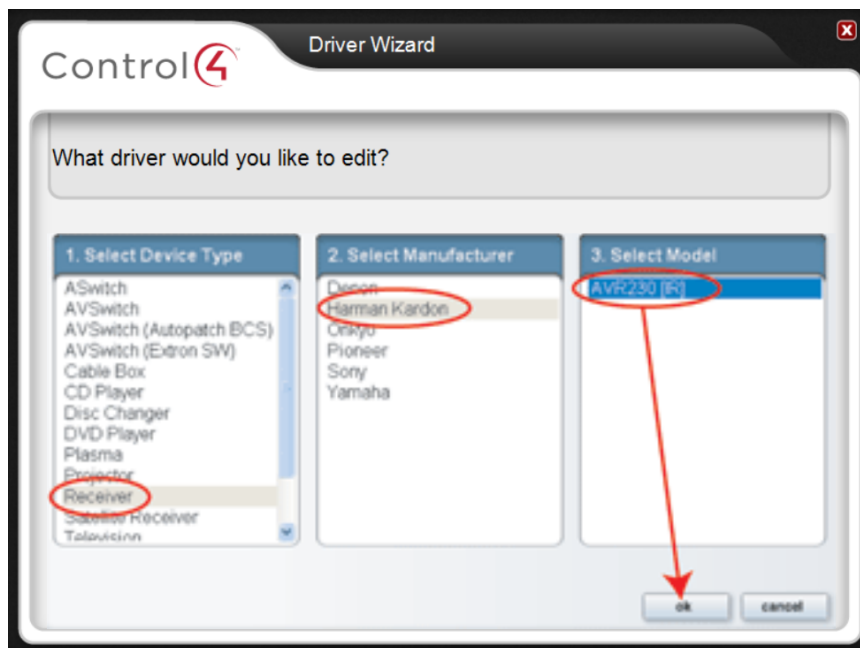 Control4™
Driver Wizard
What driver would you like to edit?
1. Select Device Type
ASwitch
AVSwitch
AVSwitch (Autopatch BCS)
AVSwitch (Extron SW)
Cable Box
CD Player
Disc Changer
DVD Player
Plasma
Projector
Receiver
Satellite Receiver
Television
2. Select Manufacturer
Denon
Harman Kardon
Onkyo
Pioneer
Sony
Yamaha
3. Select Model
AVR230 [IR]
ok
cancel